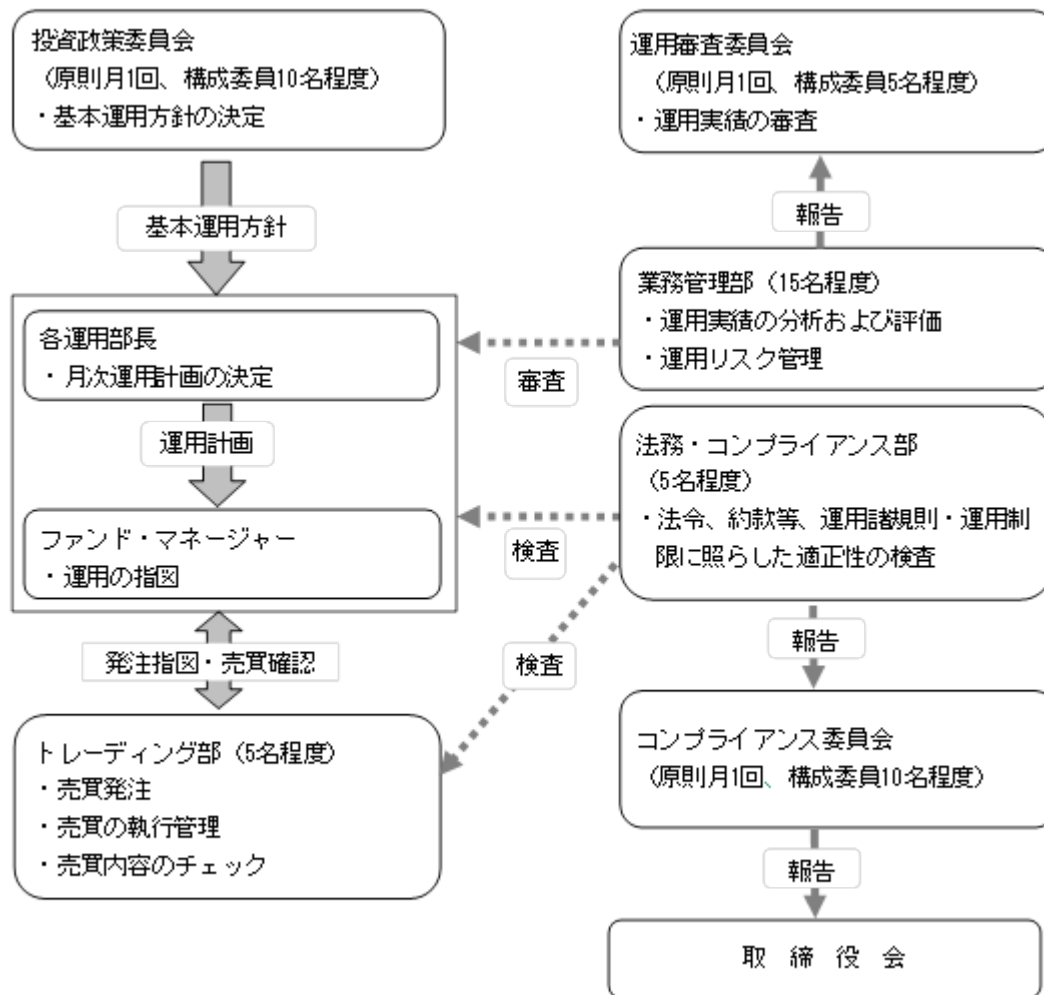 投資政策委員会
（原則月1回、構成委員10名程度）
・基本運用方針の決定
基本運用方針
各運用部長
・月次運用計画の決定
運用計画
ファンド・マネージャー
・運用の指図
発注指図・売買確認
トレーディング部（5名程度）
・売買発注
・売買の執行管理
・売買内容のチェック
運用審査委員会
（原則月1回、構成委員5名程度）
・運用実績の審査
報告
業務管理部（15名程度）
・運用実績の分析および評価
・運用リスク管理
審査
法務・コンプライアンス部
（5名程度）
・法令、約款等、運用諸規則・運用制
限に照らした適正性の検査
検査
検査
報告
コンプライアンス委員会
（原則月1回、構成委員10名程度）
報告
取 締 役 会